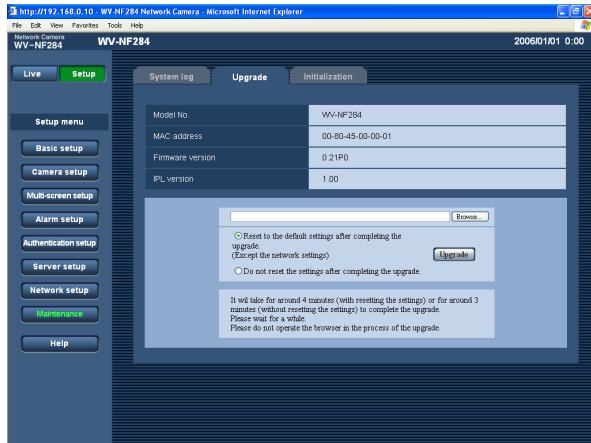 http://192.168.0.10 - WV-NF284 Network Camera - Microsoft Internet Explorer
File Edit View Favorites Tools Help
Network Camera
WV-NF284
WV-NF284
2006/01/01 0:00
Live
Setup
System log
Upgrade
Initialization
Setup menu
Basic setup
Camera setup
Multi-screen setup
Alarm setup
Authentication setup
Server setup
Network setup
Maintenance
Help
Model No. WV-NF284
MAC address 00-80-45-00-00-01
Firmware version 0.21P0
IPL version 1.00
Browse...
Reset to the default settings after completing the
upgrade.
(Except the network settings)
Upgrade
Do not reset the settings after completing the upgrade.
It wil take for around 4 minutes (with resetting the settings) or for around 3
minutes (without resetting the settings) to complete the upgrade.
Please wait for a while.
Please do not operate the browser in the process of the upgrade.